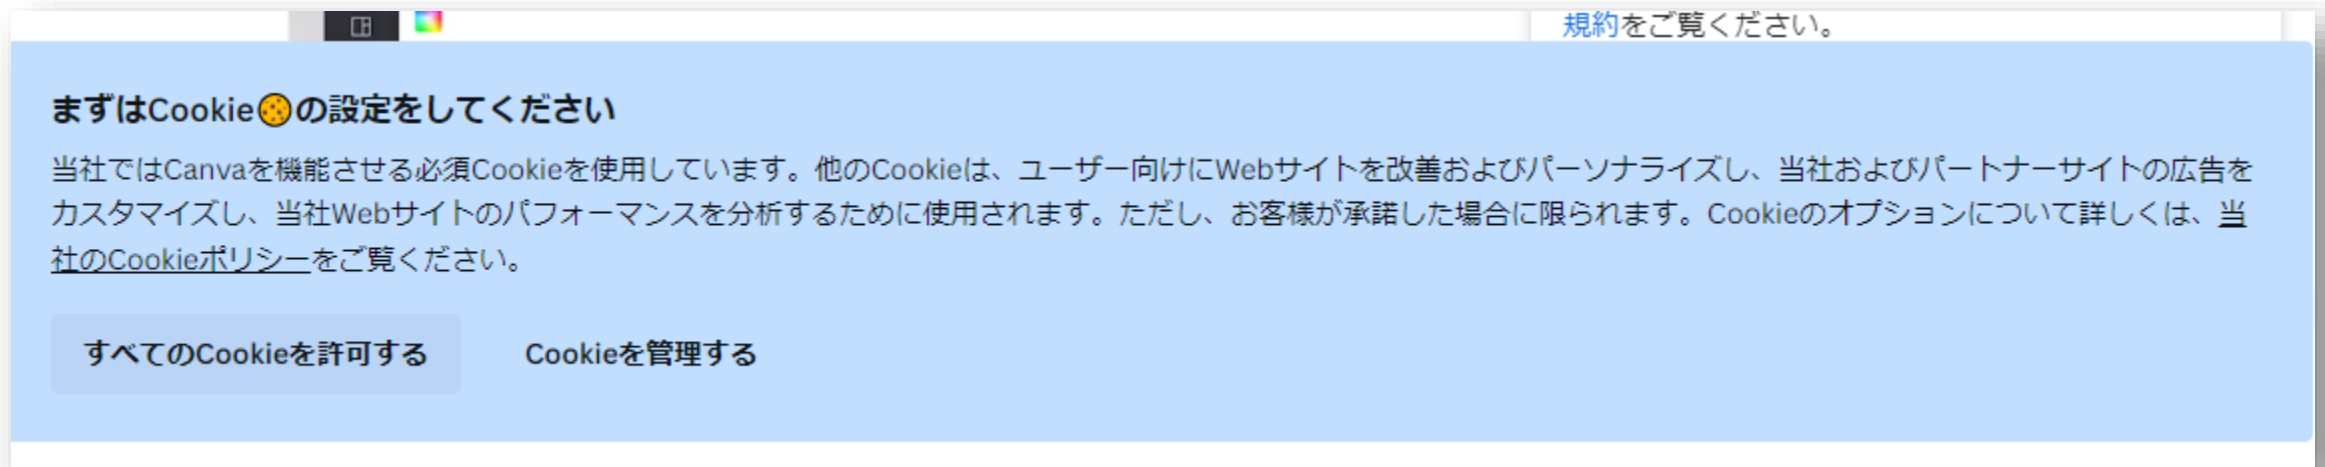 規約をご覧ください。
まずはCookie🍪の設定をしてください
当社ではCanvaを機能させる必須Cookieを使用しています。他のCookieは、ユーザー向けにWebサイトを改善およびパーソナライズし、当社およびパートナーサイトの広告を
カスタマイズし、当社Webサイトのパフォーマンスを分析するために使用されます。ただし、お客様が承諾した場合に限られます。Cookieのオプションについて詳しくは、当
社のCookieポリシーをご覧ください。
すべてのCookieを許可する
Cookieを管理する